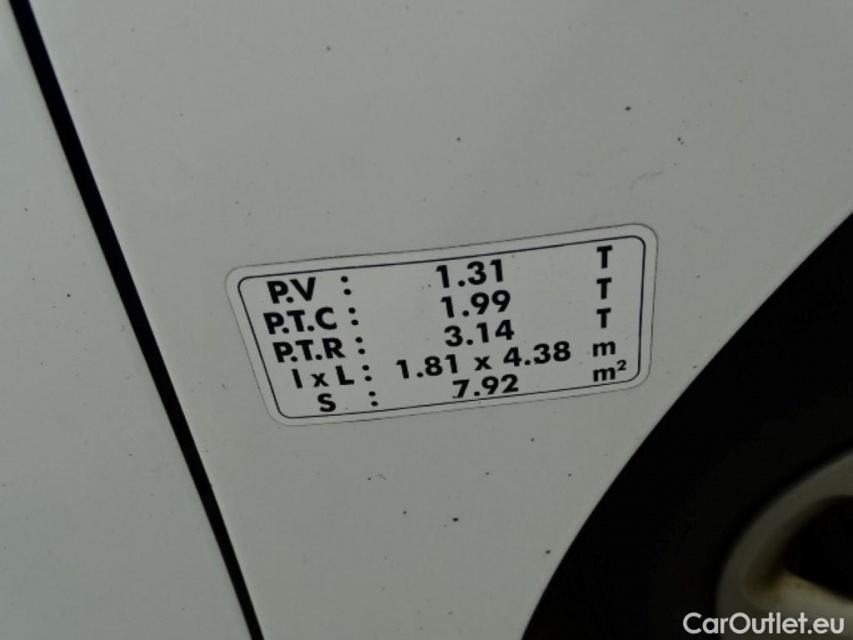 P.V : 1.31 T
P.T.C : 1.99 T
P.T.R : 3.14 T
l x L : 1.81 x 4.38 m
S : 7.92 m²
CarOutlet.eu